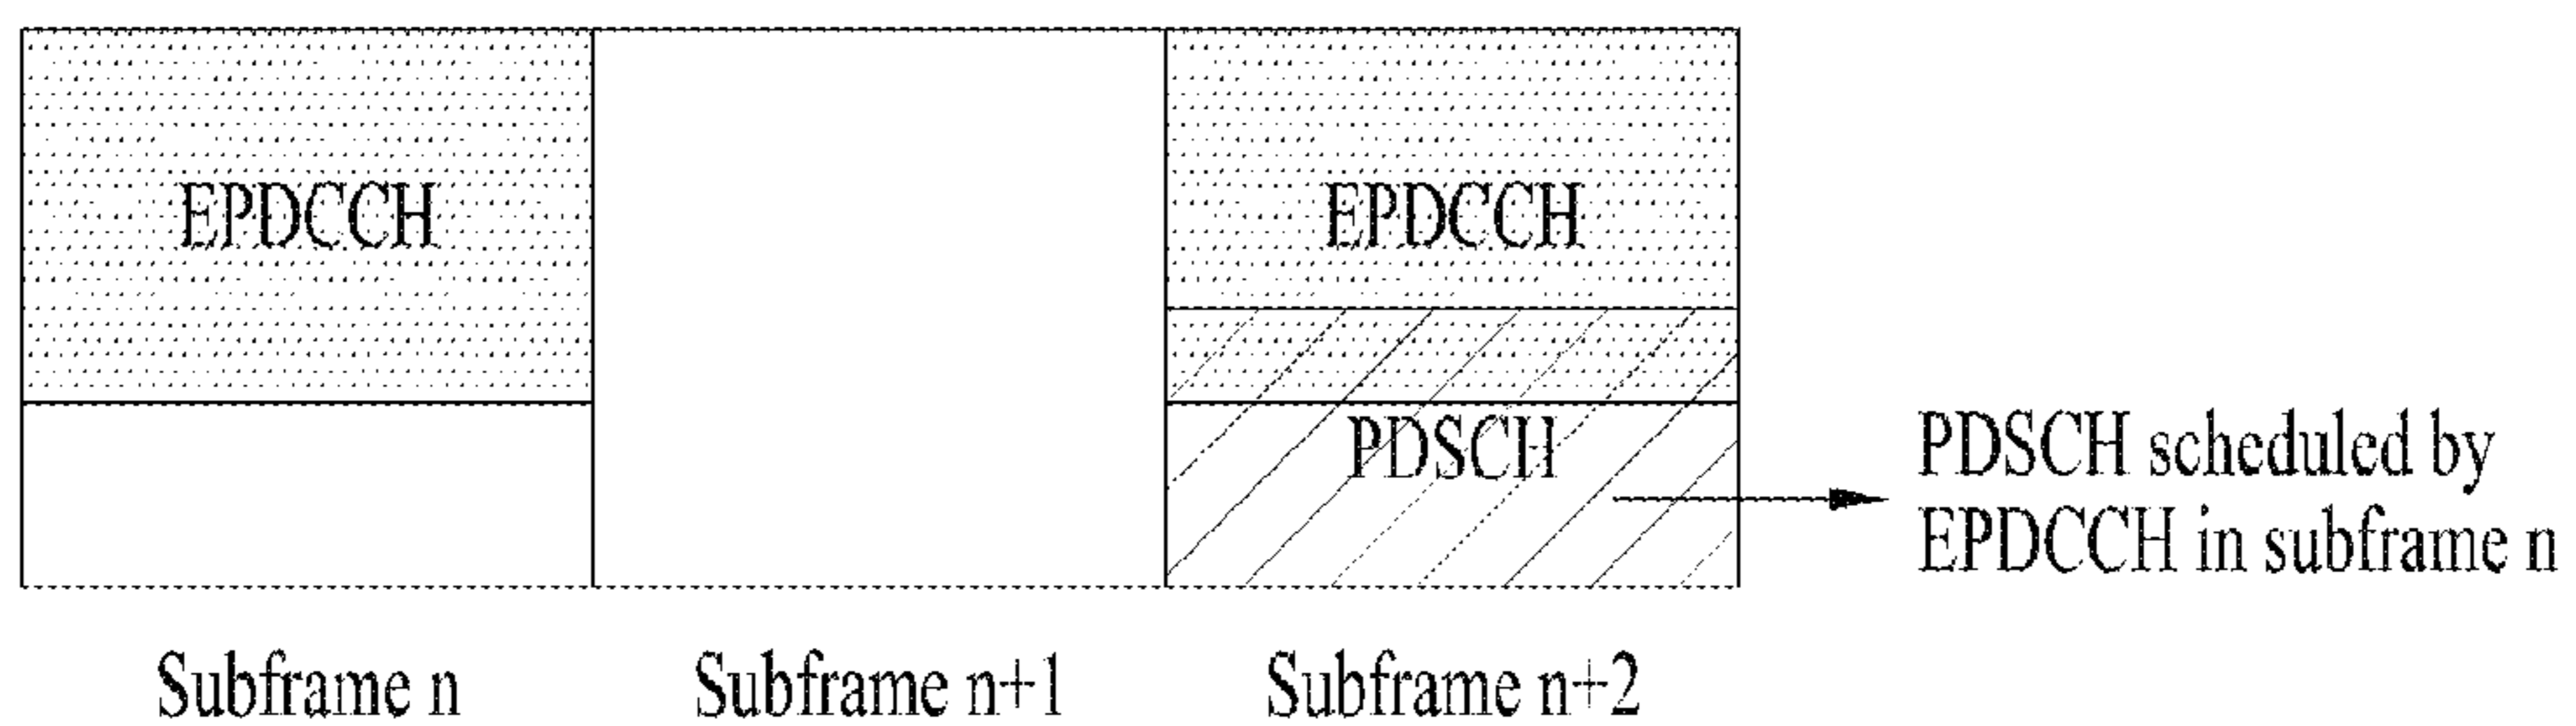 EPDCCH
EPDCCH
PDSCH
PDSCH scheduled by
EPDCCH in subframe n
Subframe n
Subframe n+1
Subframe n+2